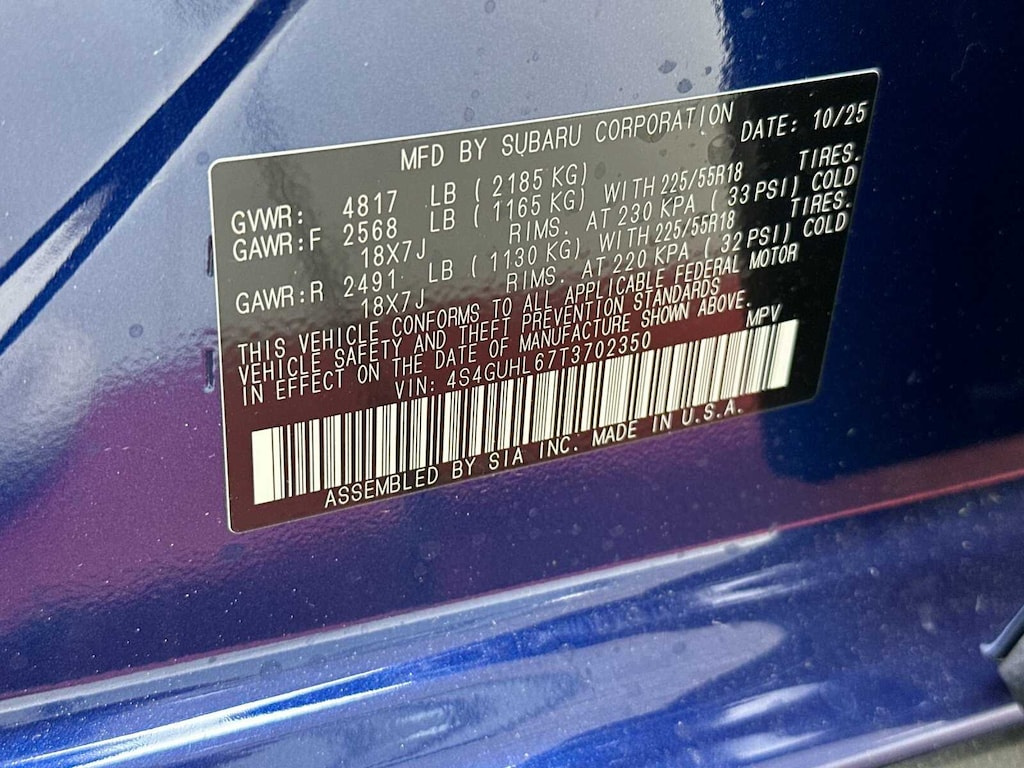 MFD BY SUBARU CORPORATION DATE: 10/25
GVWR: 4817 LB ( 2185 KG)
GAWR:F 2568 LB ( 1165 KG) WITH 225/55R18 TIRES.
18X7J RIMS. AT 230 KPA ( 33 PSI) COLD
GAWR:R 2491 LB ( 1130 KG) WITH 225/55R18 TIRES.
18X7J RIMS. AT 220 KPA ( 32 PSI) COLD
THIS VEHICLE CONFORMS TO ALL APPLICABLE FEDERAL MOTOR
VEHICLE SAFETY AND THEFT PREVENTION STANDARDS
IN EFFECT ON THE DATE OF MANUFACTURE SHOWN ABOVE.
VIN: 4S4GUHL67T3702350 MPV
ASSEMBLED BY SIA INC. MADE IN U.S.A.